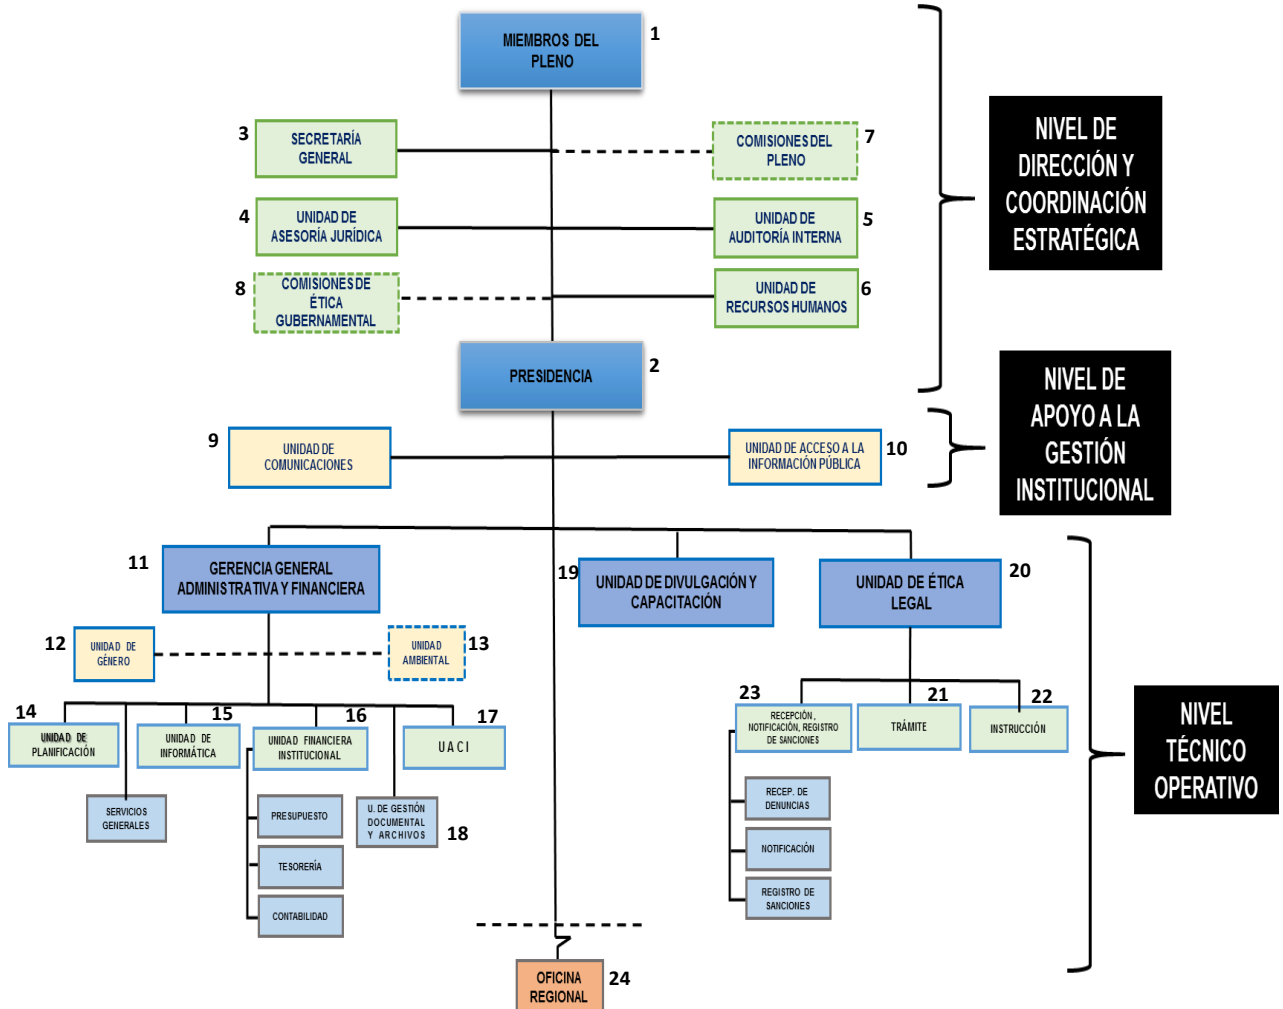 MIEMBROS DEL
PLENO
1
3
SECRETARÍA
GENERAL
COMISIONES DEL
PLENO
7
4
UNIDAD DE
ASESORÍA JURÍDICA
UNIDAD DE
AUDITORÍA INTERNA
5
8
COMISIONES DE
ÉTICA
GUBERNAMENTAL
UNIDAD DE
RECURSOS HUMANOS
6
PRESIDENCIA
2
NIVEL DE
DIRECCIÓN Y
COORDINACIÓN
ESTRATÉGICA
9
UNIDAD DE
COMUNICACIONES
UNIDAD DE ACCESO A LA
INFORMACIÓN PÚBLICA
10
NIVEL DE
APOYO A LA
GESTIÓN
INSTITUCIONAL
11
GERENCIA GENERAL
ADMINISTRATIVA Y FINANCIERA
19
UNIDAD DE DIVULGACIÓN Y
CAPACITACIÓN
UNIDAD DE ÉTICA
LEGAL
20
12
UNIDAD DE
GÉNERO
UNIDAD
AMBIENTAL
13
14
UNIDAD DE
PLANIFICACIÓN
15
UNIDAD DE
INFORMÁTICA
16
UNIDAD FINANCIERA
INSTITUCIONAL
17
U A C I
SERVICIOS
GENERALES
PRESUPUESTO
TESORERÍA
CONTABILIDAD
U. DE GESTIÓN
DOCUMENTAL
Y ARCHIVOS
18
23
RECEPCIÓN,
NOTIFICACIÓN, REGISTRO
DE SANCIONES
21
TRÁMITE
22
INSTRUCCIÓN
RECEP. DE
DENUNCIAS
NOTIFICACIÓN
REGISTRO DE
SANCIONES
NIVEL
TÉCNICO
OPERATIVO
OFICINA
REGIONAL
24